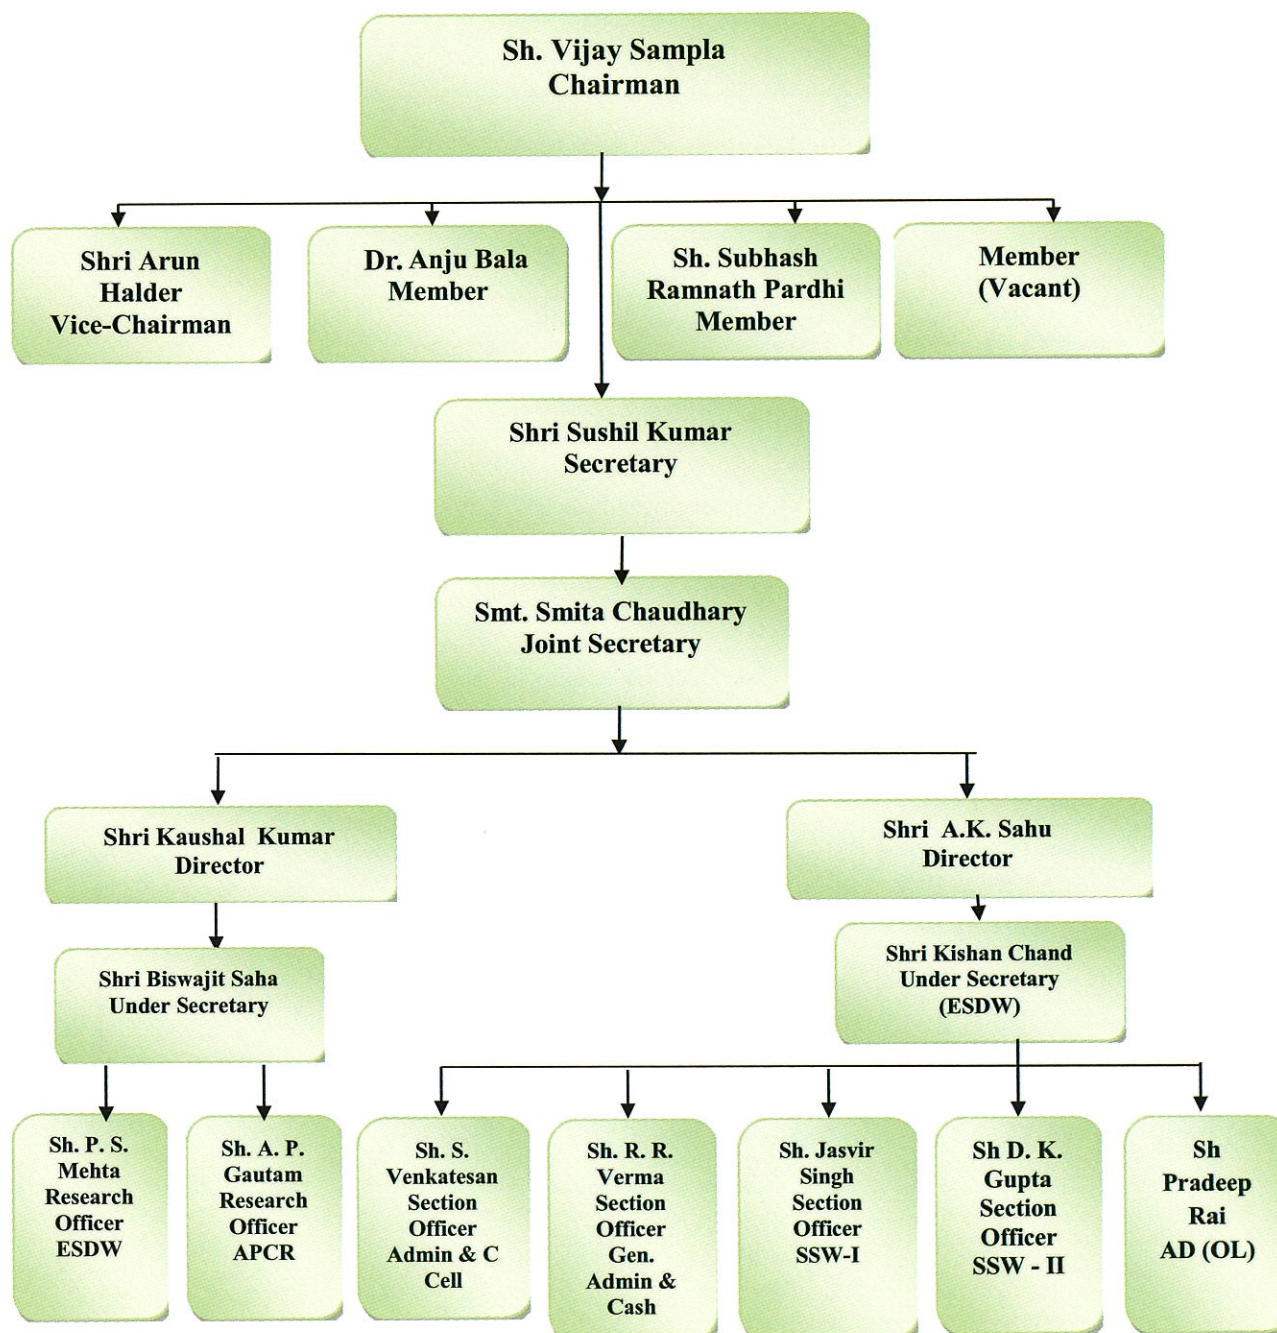 Sh. Vijay Sampla
Chairman
Shri Arun
Halder
Vice-Chairman
Dr. Anju Bala
Member
Sh. Subhash
Ramnath Pardhi
Member
Member
(Vacant)
Shri Sushil Kumar
Secretary
Smt. Smita Chaudhary
Joint Secretary
Shri Kaushal Kumar
Director
Shri A.K. Sahu
Director
Shri Biswajit Saha
Under Secretary
Shri Kishan Chand
Under Secretary
(ESDW)
Sh. P. S.
Mehta
Research
Officer
ESDW
Sh. A. P.
Gautam
Research
Officer
APCR
Sh. S.
Venkatesan
Section
Officer
Admin & C
Cell
Sh. R. R.
Verma
Section
Officer
Gen.
Admin &
Cash
Sh. Jasvir
Singh
Section
Officer
SSW-I
Sh D. K.
Gupta
Section
Officer
SSW - II
Sh
Pradeep
Rai
AD (OL)